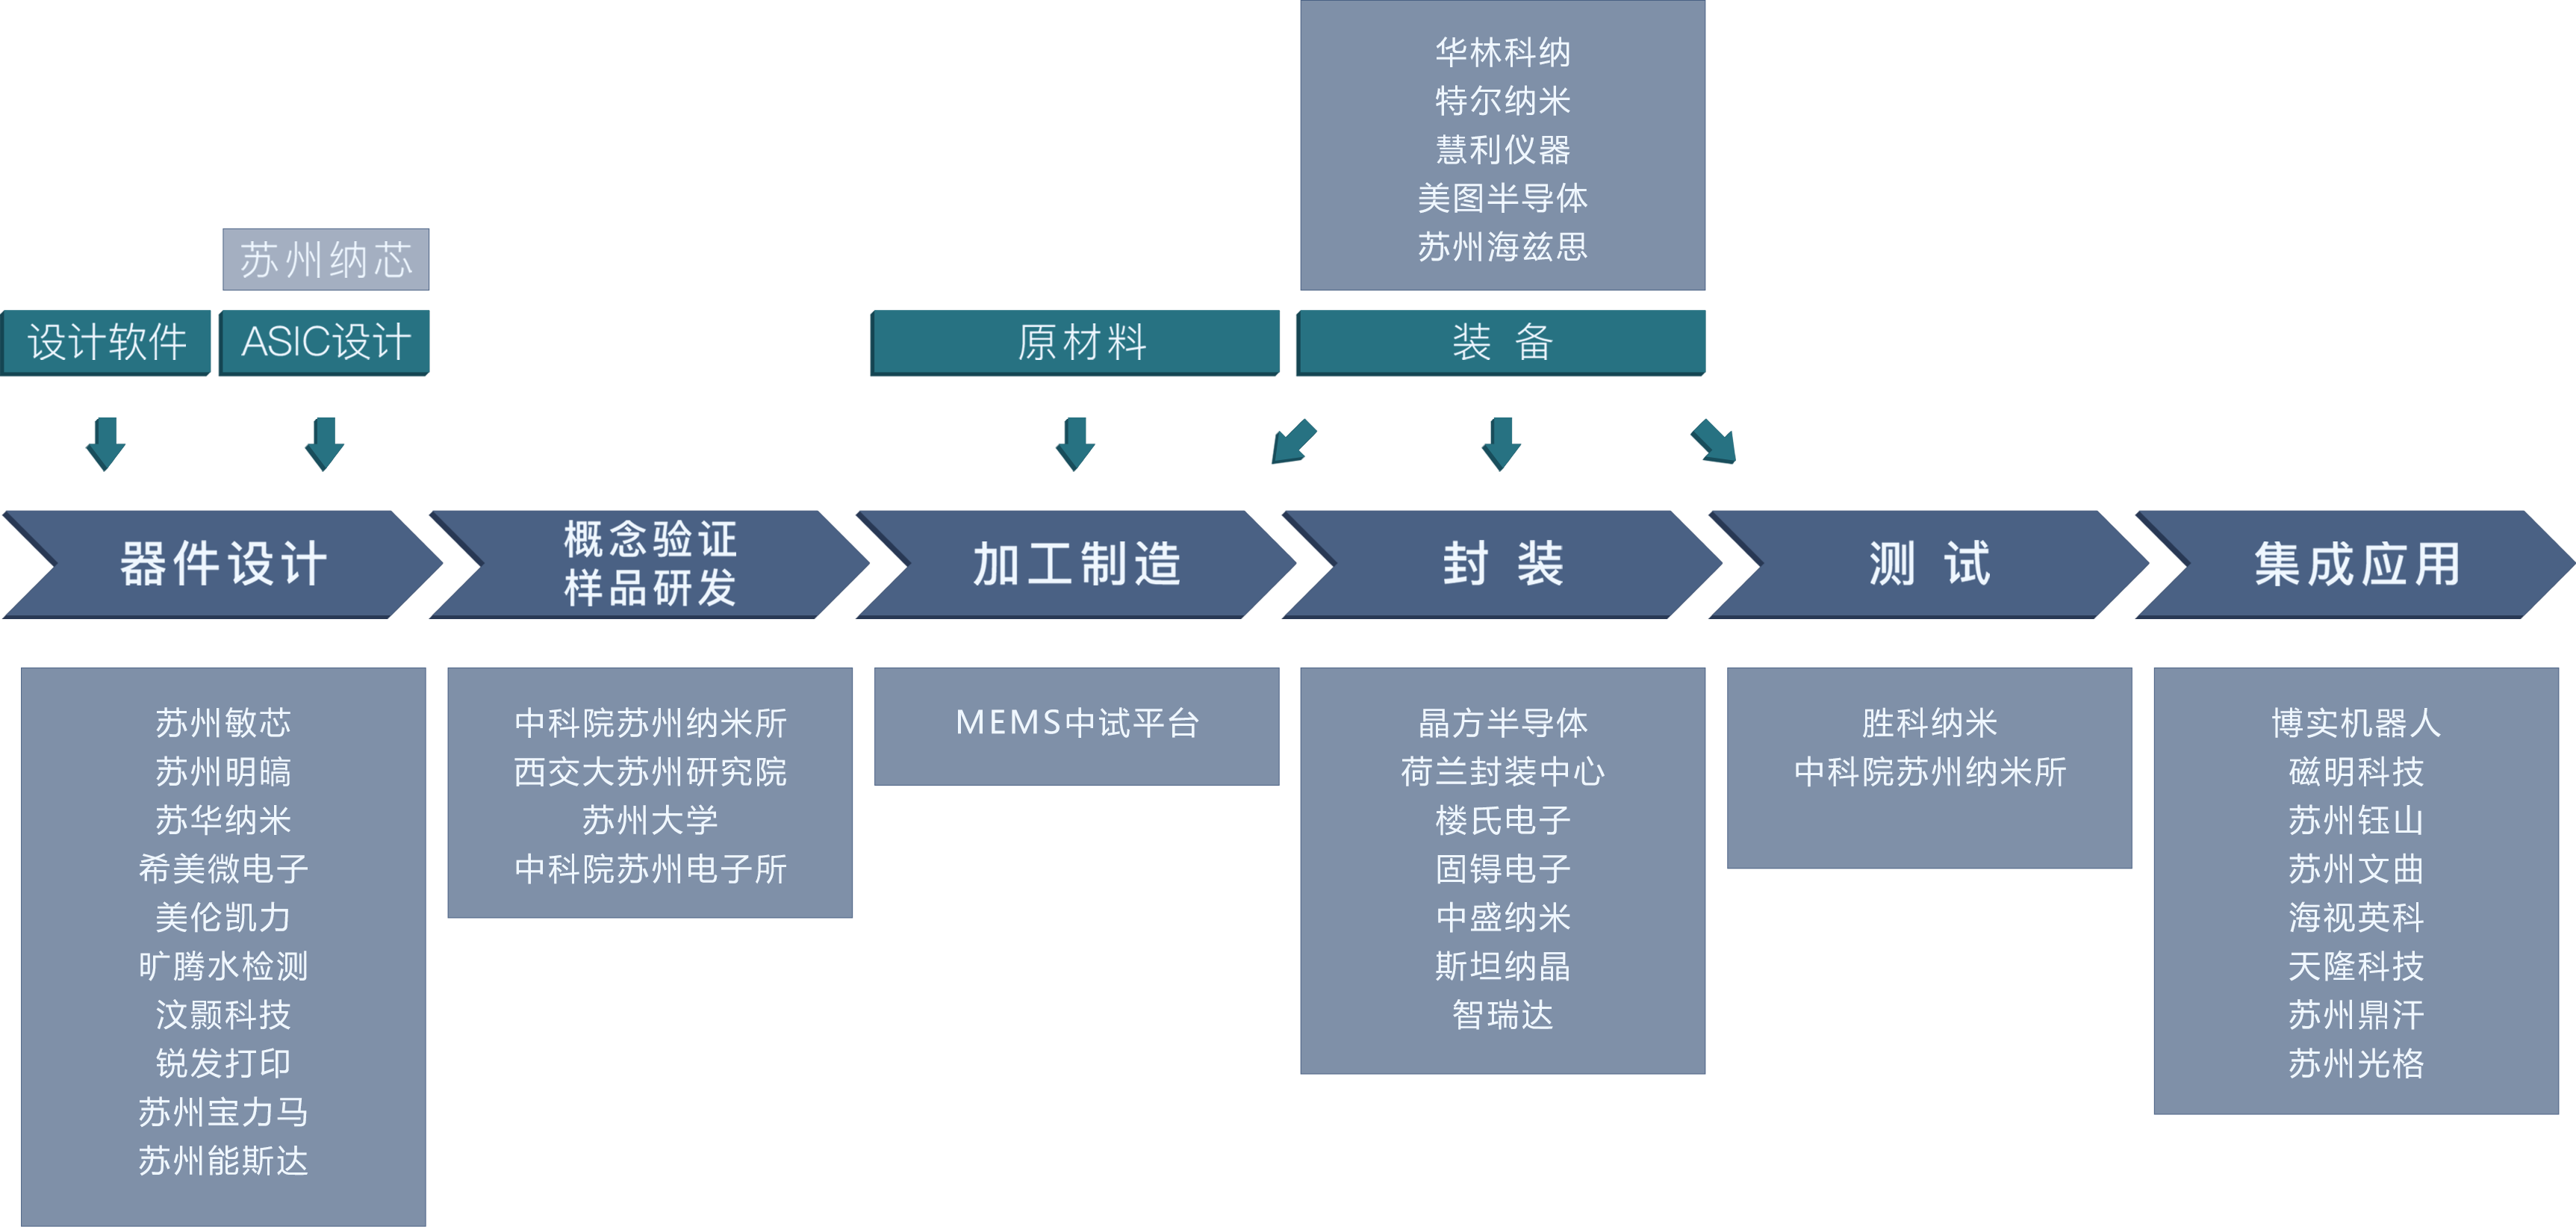 华林科纳
特尔纳米
慧利仪器
美图半导体
苏州海兹思
苏州纳芯
设计软件
ASIC设计
原材料
装 备
器件设计
概念验证
样品研发
加工制造
封 装
测 试
集成应用
苏州敏芯
苏州明皜
苏华纳米
希美微电子
美伦凯力
旷腾水检测
汶颢科技
锐发打印
苏州宝力马
苏州能斯达
中科院苏州纳米所
西交大苏州研究院
苏州大学
中科院苏州电子所
MEMS中试平台
晶方半导体
荷兰封装中心
楼氏电子
固锝电子
中盛纳米
斯坦纳晶
智瑞达
胜科纳米
中科院苏州纳米所
博实机器人
磁明科技
苏州钰山
苏州文曲
海视英科
天隆科技
苏州鼎汗
苏州光格